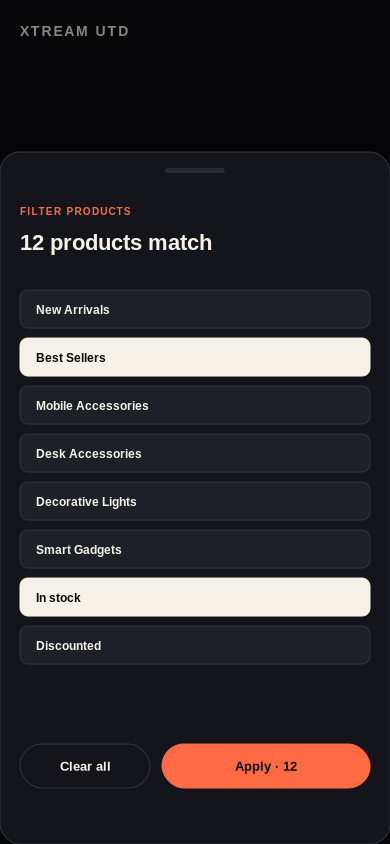 XTREAM UTD
FILTER PRODUCTS
12 products match
New Arrivals
Best Sellers
Mobile Accessories
Desk Accessories
Decorative Lights
Smart Gadgets
In stock
Discounted
Clear all
Apply · 12